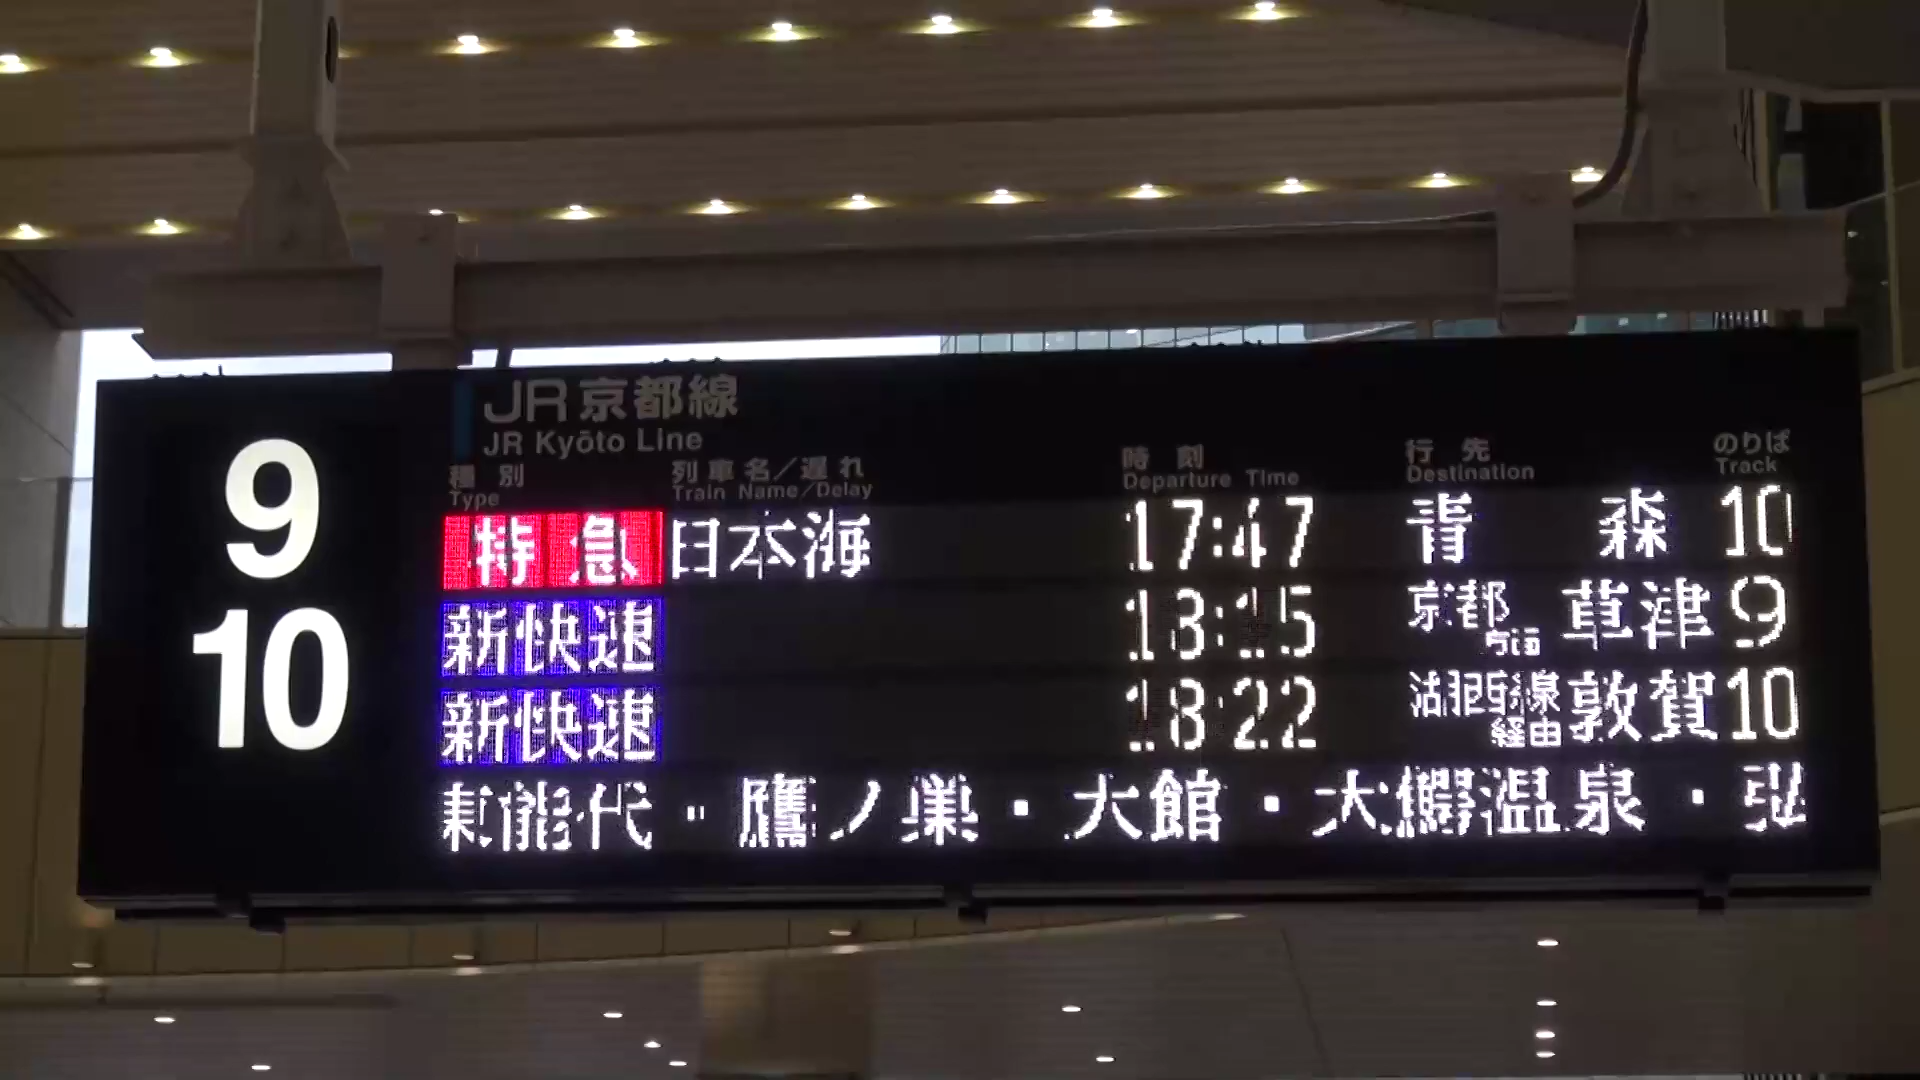 9
10
JR京都線
JR Kyōto Line
種別 列車名/遅れ 時刻 行先 のりば
Type Train Name/Delay Departure Time Destination Track
特急 日本海 17:47 青森 10
新快速 18:15 京都方面 草津 9
新快速 18:22 湖西線経由 敦賀 10
東能代・鷹ノ巣・大館・大鰐温泉・弘